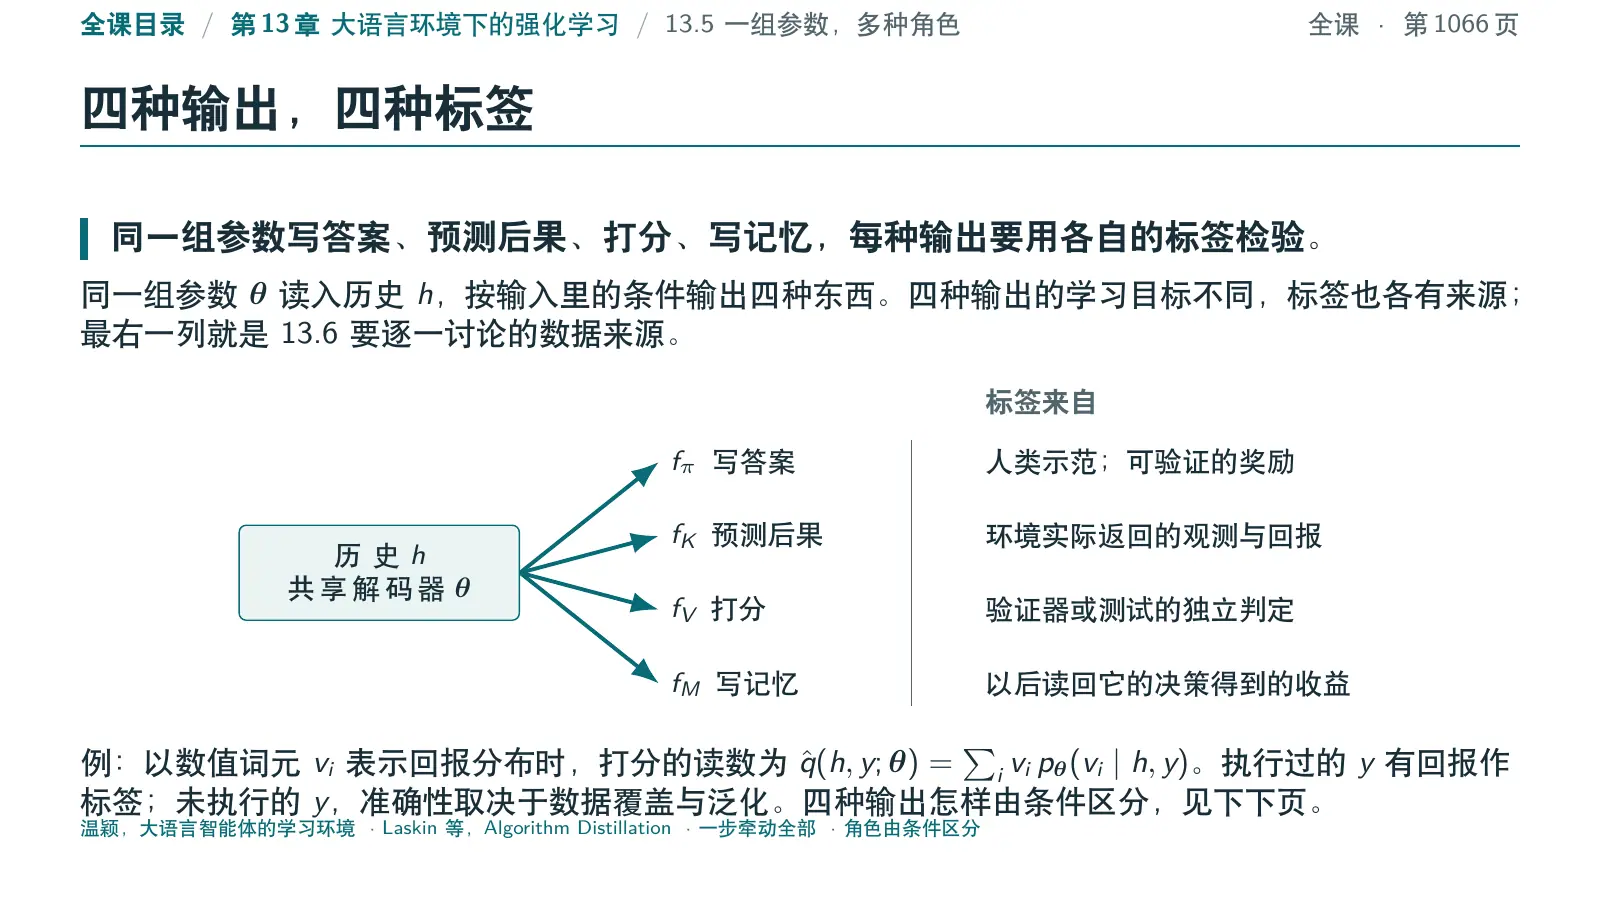 全课目录 / 第13章 大语言环境下的强化学习 / 13.5 一组参数，多种角色
全课 · 第1066页
四种输出，四种标签
同一组参数写答案、预测后果、打分、写记忆，每种输出要用各自的标签检验。
同一组参数 θ 读入历史 h，按输入里的条件输出四种东西。四种输出的学习目标不同，标签也各有来源；
最右一列就是 13.6 要逐一讨论的数据来源。
标签来自
历史 h
共享解码器 θ
f_π 写答案 人类示范；可验证的奖励
f_K 预测后果 环境实际返回的观测与回报
f_V 打分 验证器或测试的独立判定
f_M 写记忆 以后读回它的决策得到的收益
例：以数值词元 v_i 表示回报分布时，打分的读数为 q̂(h, y; θ) = ∑_i v_i p_θ(v_i | h, y)。执行过的 y 有回报作
标签；未执行的 y，准确性取决于数据覆盖与泛化。四种输出怎样由条件区分，见下下页。
温颖，大语言智能体的学习环境 · Laskin 等，Algorithm Distillation · 一步牵动全部 · 角色由条件区分